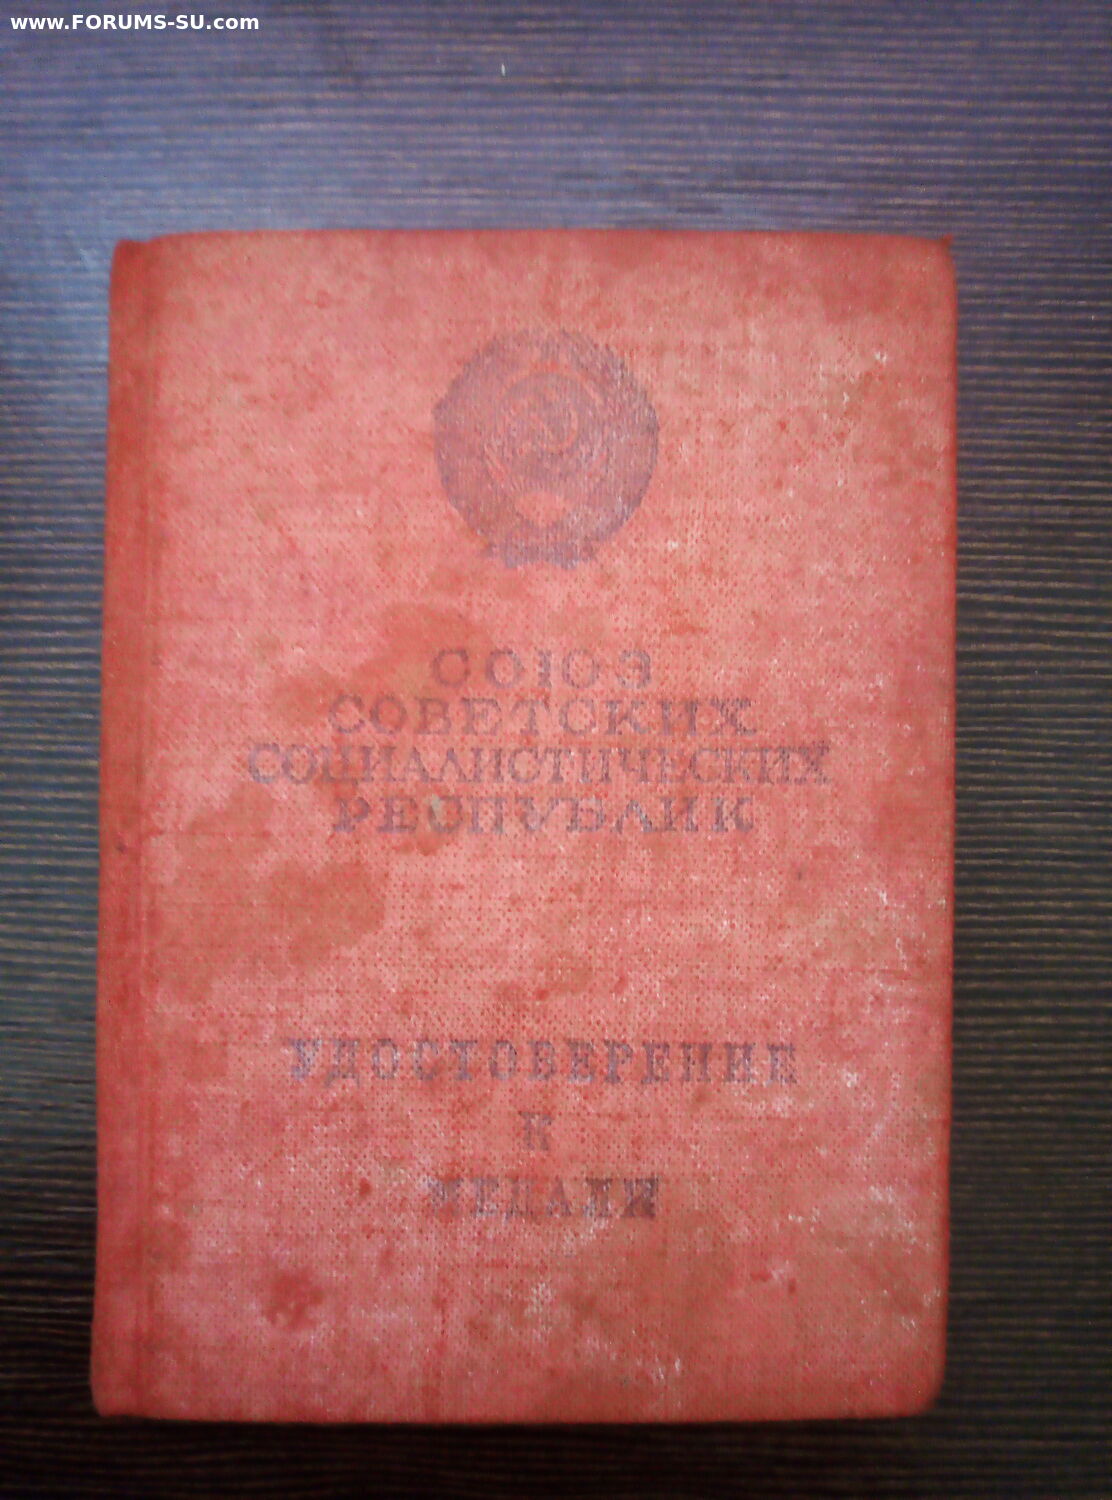 www.FORUMS-SU.com
СОЮЗ
СОВЕТСКИХ
СОЦИАЛИСТИЧЕСКИХ
РЕСПУБЛИК
УДОСТОВЕРЕНИЕ
К
МЕДАЛИ